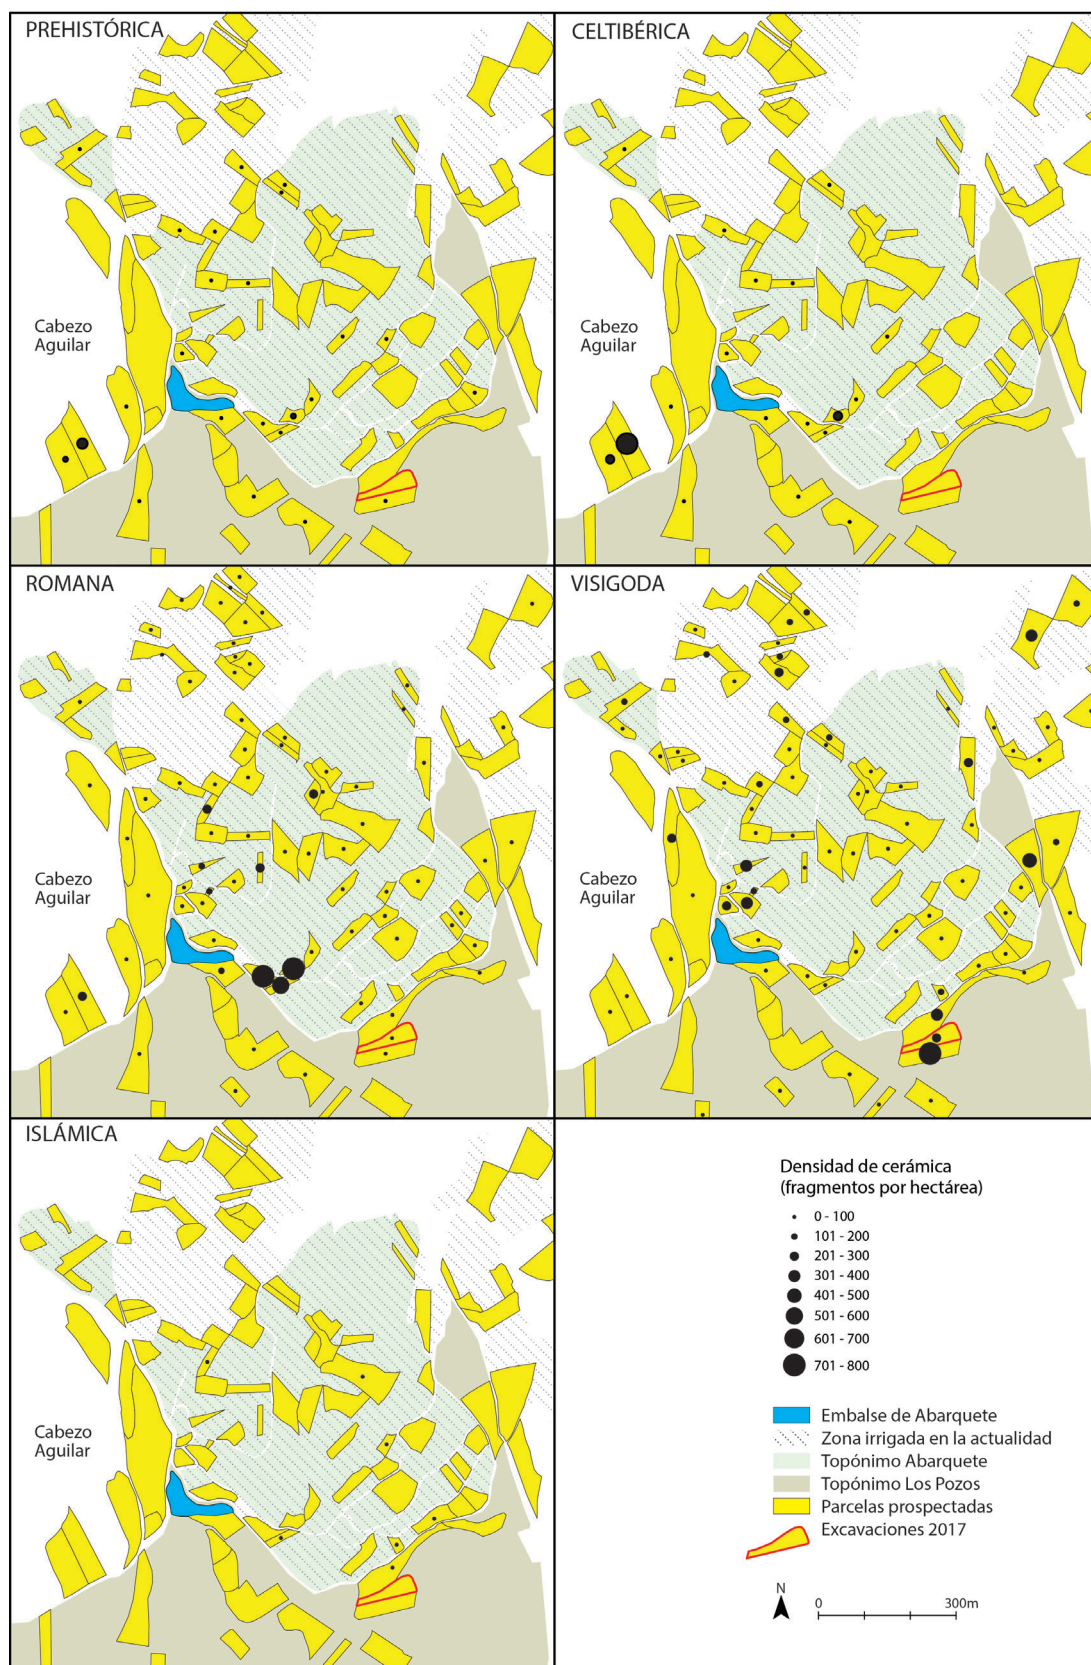 PREHISTÓRICA
Cabezo
Aguilar
CELTIBÉRICA
Cabezo
Aguilar
ROMANA
Cabezo
Aguilar
VISIGODA
Cabezo
Aguilar
ISLÁMICA
Cabezo
Aguilar
Densidad de cerámica
(fragmentos por hectárea)
0 - 100
101 - 200
201 - 300
301 - 400
401 - 500
501 - 600
601 - 700
701 - 800
Embalse de Abarquete
Zona irrigada en la actualidad
Topónimo Abarquete
Topónimo Los Pozos
Parcelas prospectadas
Excavaciones 2017
N
0 300m